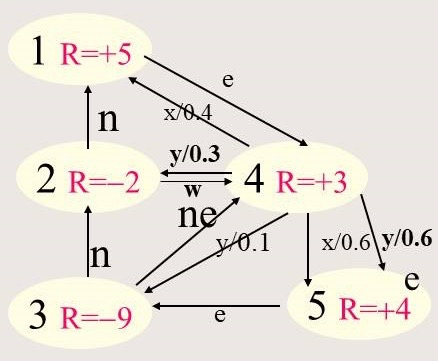 1 R=+5
e
x/0.4
n
y/0.3
2 R=−2
w
4 R=+3
ne
y/0.1
x/0.6
y/0.6
n
e
3 R=−9
e
5 R=+4